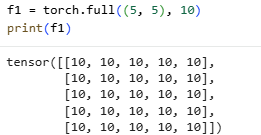 f1 = torch.full((5, 5), 10)
print(f1)
tensor([[10, 10, 10, 10, 10],
        [10, 10, 10, 10, 10],
        [10, 10, 10, 10, 10],
        [10, 10, 10, 10, 10],
        [10, 10, 10, 10, 10]])